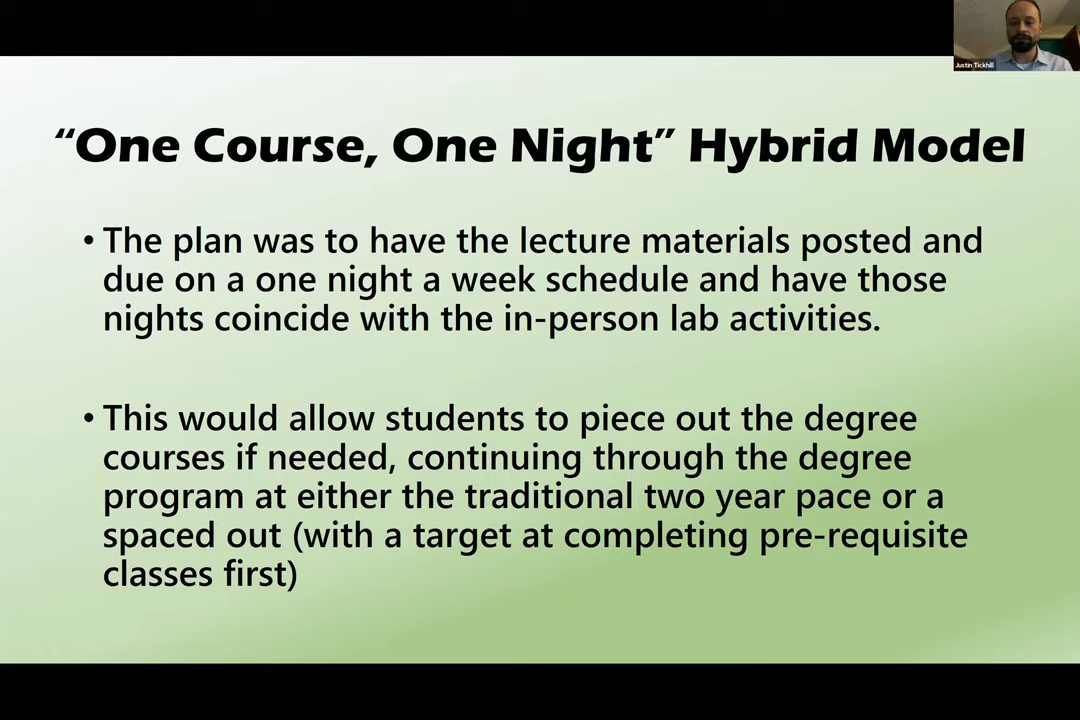 Justin Tickhill
“One Course, One Night” Hybrid Model
• The plan was to have the lecture materials posted and
due on a one night a week schedule and have those
nights coincide with the in-person lab activities.
• This would allow students to piece out the degree
courses if needed, continuing through the degree
program at either the traditional two year pace or a
spaced out (with a target at completing pre-requisite
classes first)